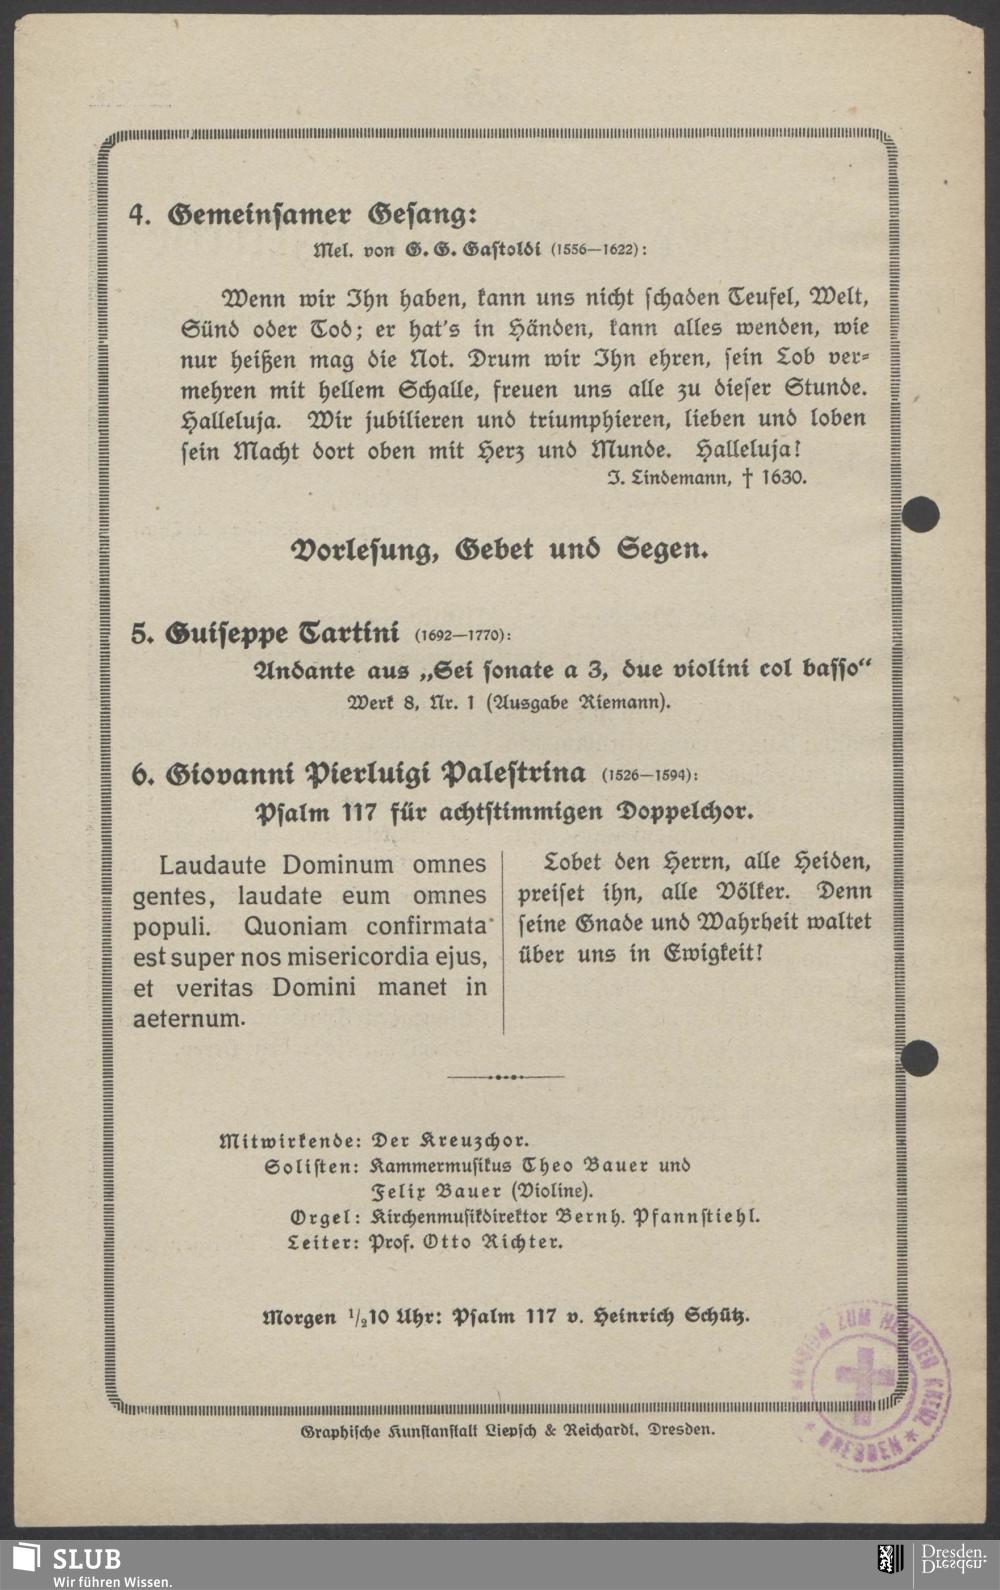 4. Gemeinsamer Gesang:
Mel. von G. G. Gastoldi (1556—1622):
Wenn wir Ihn haben, kann uns nicht schaden Teufel, Welt,
Sünd oder Tod; er hat's in Händen, kann alles wenden, wie
nur heißen mag die Not. Drum wir Ihn ehren, sein Lob ver-
mehren mit hellem Schalle, freuen uns alle zu dieser Stunde.
Halleluja. Wir jubilieren und triumphieren, lieben und loben
sein Macht dort oben mit Herz und Munde. Halleluja!
J. Lindemann, † 1630.
Vorlesung, Gebet und Segen.
5. Guiseppe Tartini (1692—1770):
Andante aus „Sei sonate a 3, due violini col basso“
Werk 8, Nr. 1 (Ausgabe Riemann).
6. Giovanni Pierluigi Palestrina (1526—1594):
Psalm 117 für achtstimmigen Doppelchor.
Laudaute Dominum omnes
gentes, laudate eum omnes
populi. Quoniam confirmata
est super nos misericordia ejus,
et veritas Domini manet in
aeternum.
Lobet den Herrn, alle Heiden,
preiset ihn, alle Völker. Denn
seine Gnade und Wahrheit waltet
über uns in Ewigkeit!
Mitwirkende: Der Kreuzchor.
Solisten: Kammermusikus Theo Bauer und
Felix Bauer (Violine).
Orgel: Kirchenmusikdirektor Bernh. Pfannstiehl.
Leiter: Prof. Otto Richter.
Morgen 1/2 10 Uhr: Psalm 117 v. Heinrich Schütz.
Graphische Kunstanstalt Liepsch & Reichardt, Dresden.
ZUM HEILIGEN KREUZ
* DRESDEN *
SLUB
Wir führen Wissen.
Dresden.
Dresden.